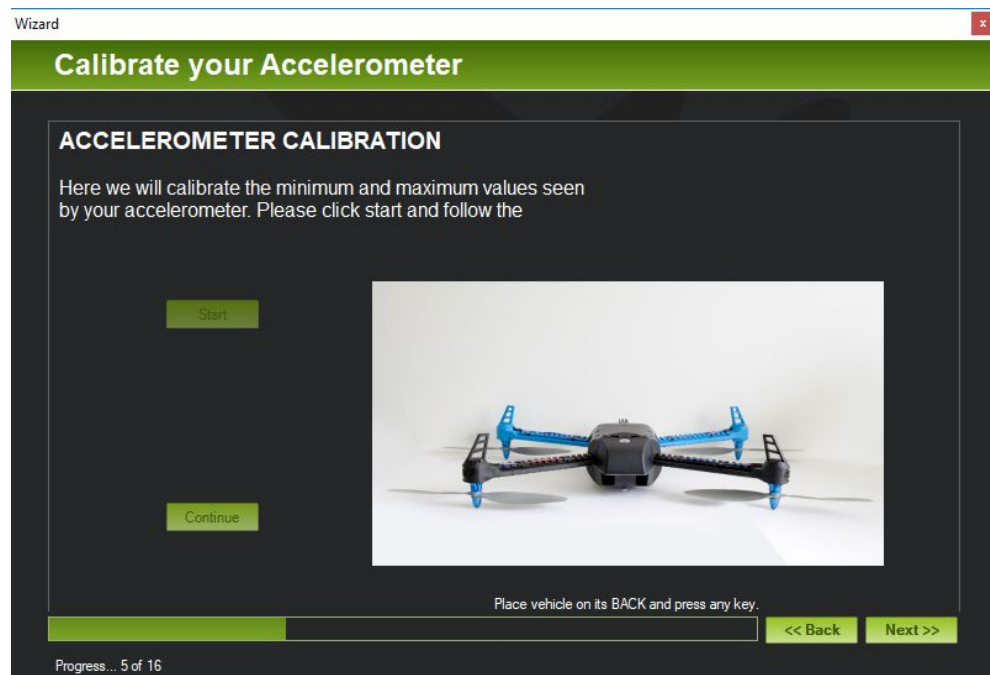 Wizard
x
Calibrate your Accelerometer
ACCELEROMETER CALIBRATION
Here we will calibrate the minimum and maximum values seen
by your accelerometer. Please click start and follow the
Start
Continue
Place vehicle on its BACK and press any key.
<< Back
Next >>
Progress... 5 of 16